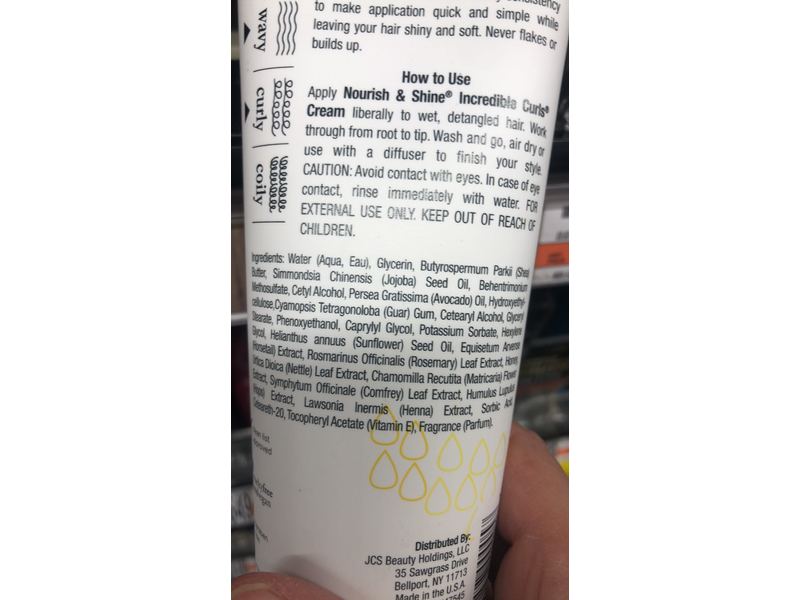 to make application quick and simple while
leaving your hair shiny and soft. Never flakes or
builds up.
wavy
curly
coily
How to Use
Apply Nourish & Shine® Incredible Curls®
Cream liberally to wet, detangled hair. Work
through from root to tip. Wash and go, air dry or
use with a diffuser to finish your style.
CAUTION: Avoid contact with eyes. In case of eye
contact, rinse immediately with water. FOR
EXTERNAL USE ONLY. KEEP OUT OF REACH OF
CHILDREN.
Ingredients: Water (Aqua, Eau), Glycerin, Butyrospermum Parkii (Shea)
Butter, Simmondsia Chinensis (Jojoba) Seed Oil, Behentrimonium
Methosulfate, Cetyl Alcohol, Persea Gratissima (Avocado) Oil, Hydroxyethyl-
cellulose,Cyamopsis Tetragonoloba (Guar) Gum, Cetearyl Alcohol, Glyceryl
Stearate, Phenoxyethanol, Caprylyl Glycol, Potassium Sorbate, Hexylene
Glycol, Helianthus annuus (Sunflower) Seed Oil, Equisetum Arvense
(Horsetail) Extract, Rosmarinus Officinalis (Rosemary) Leaf Extract, Honey,
Urtica Dioica (Nettle) Leaf Extract, Chamomilla Recutita (Matricaria) Flower
Extract, Symphytum Officinale (Comfrey) Leaf Extract, Humulus Lupulus
(Hops) Extract, Lawsonia Inermis (Henna) Extract, Sorbic Acid,
Ceteareth-20, Tocopheryl Acetate (Vitamin E), Fragrance (Parfum).
Distributed By:
JCS Beauty Holdings, LLC
35 Sawgrass Drive
Bellport, NY 11713
Made in the U.S.A.